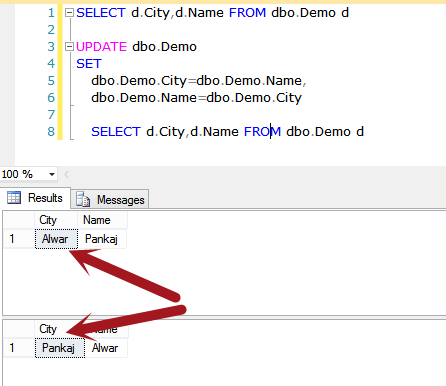 1 SELECT d.City,d.Name FROM dbo.Demo d
2
3 UPDATE dbo.Demo
4 SET
5 dbo.Demo.City=dbo.Demo.Name,
6 dbo.Demo.Name=dbo.Demo.City
7
8 SELECT d.City,d.Name FROM dbo.Demo d
100 %
Results Messages
City Name
1 Alwar Pankaj
City Name
1 Pankaj Alwar